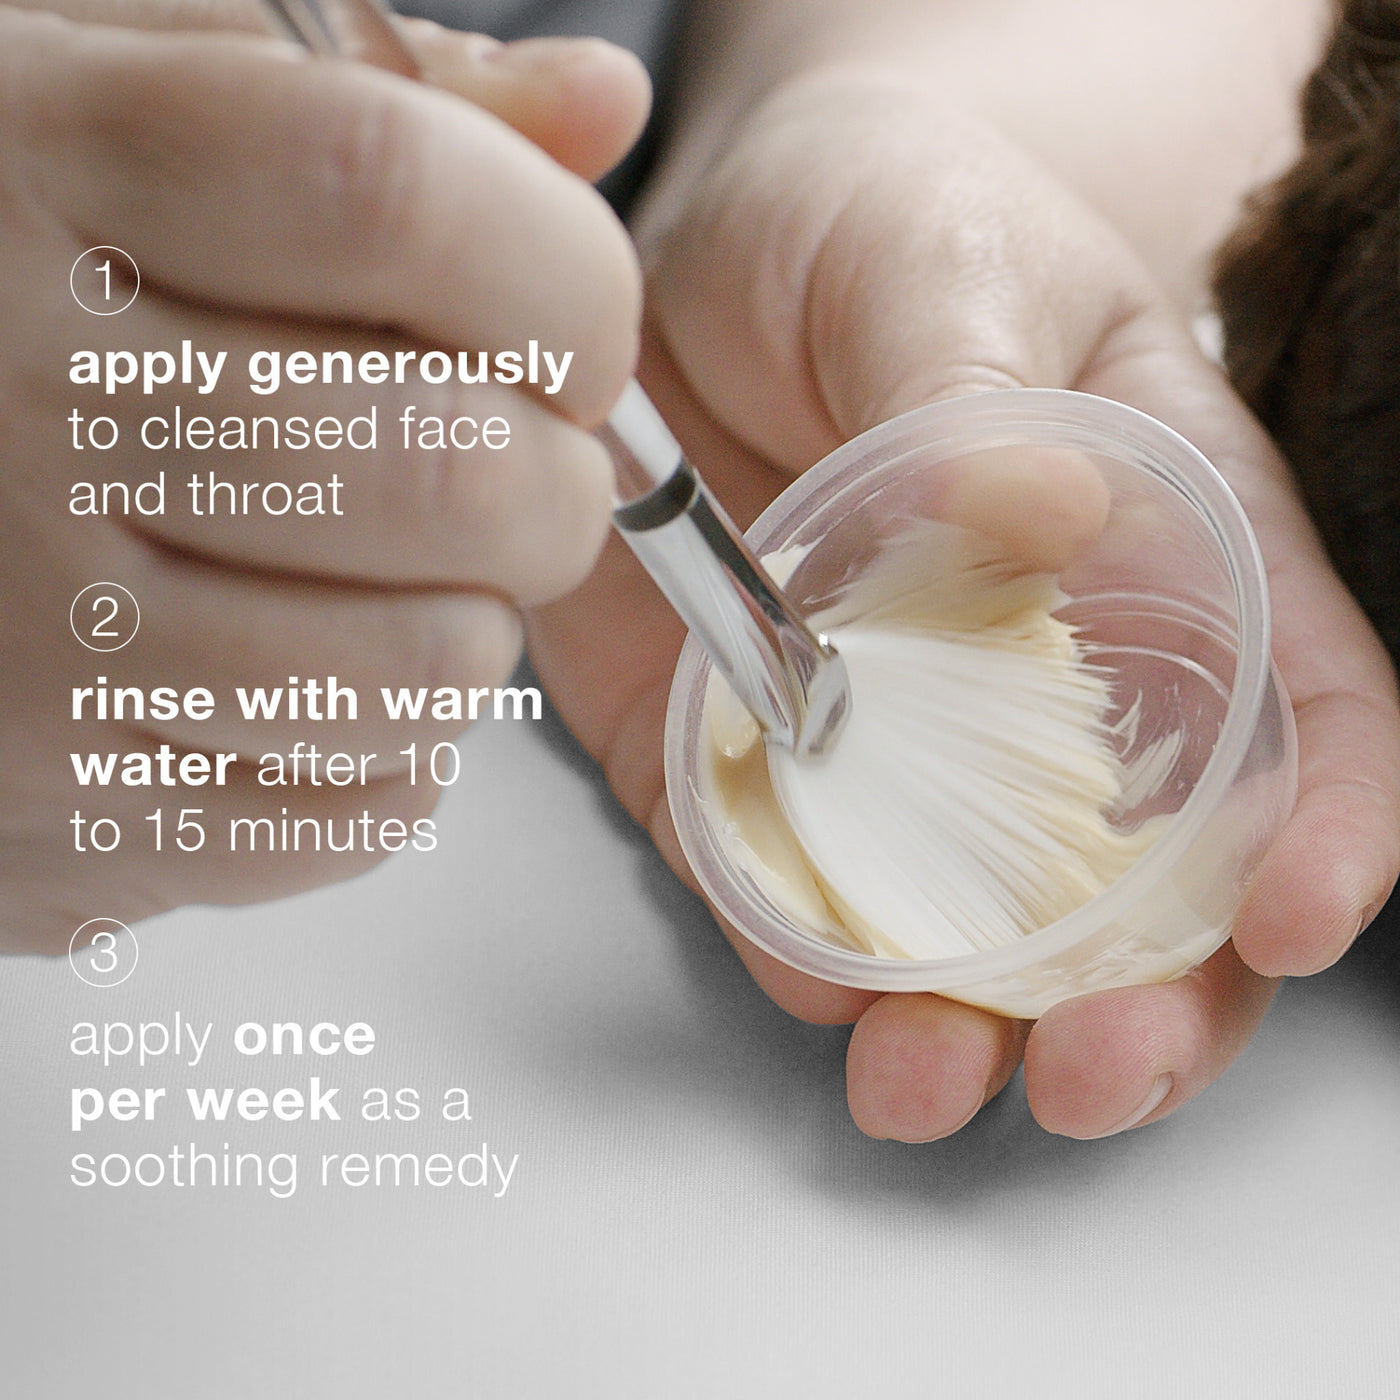 1
apply generously
to cleansed face
and throat
2
rinse with warm
water after 10
to 15 minutes
3
apply once
per week as a
soothing remedy